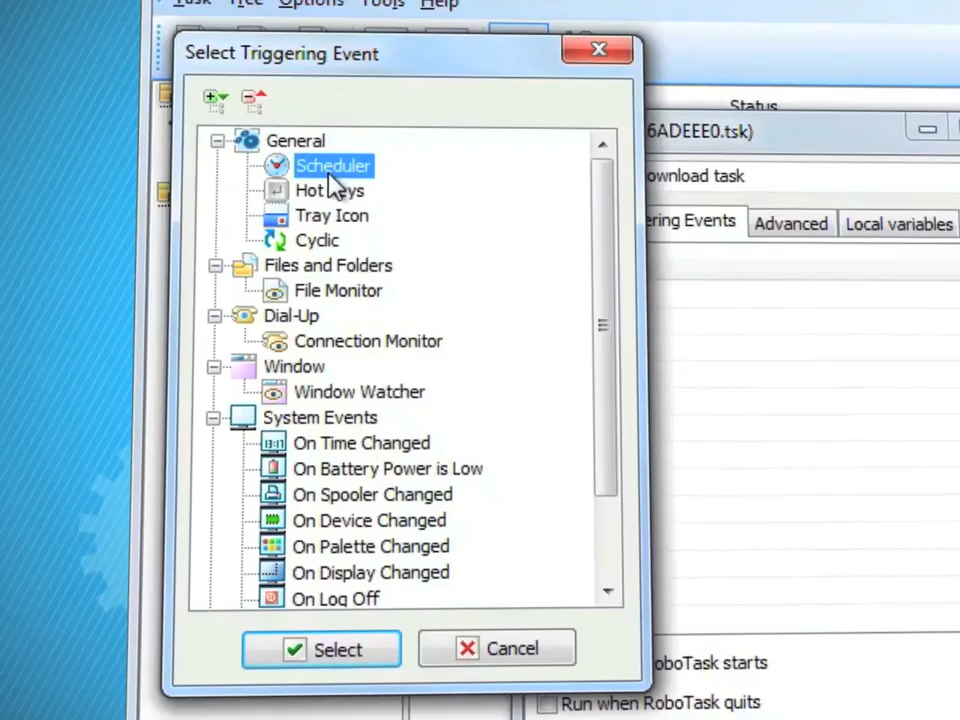 Task Tree Options Tools Help
Select Triggering Event
Status
6ADEEE0.tsk)
General
Scheduler
ownload task
Hot Keys
Tray Icon
ering Events Advanced Local variables
Cyclic
Files and Folders
File Monitor
Dial-Up
Connection Monitor
Window
Window Watcher
System Events
On Time Changed
On Battery Power is Low
On Spooler Changed
On Device Changed
On Palette Changed
On Display Changed
On Log Off
Select Cancel
oboTask starts
Run when RoboTask quits